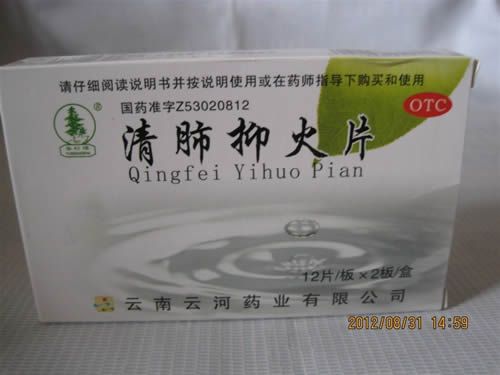 请仔细阅读说明书并按说明使用或在药师指导下购买和使用
国药准字Z53020812
OTC
®
清肺抑火片
Qingfei Yihuo Pian
12片/板×2板/盒
云南云河药业有限公司
2012/08/31 14:59